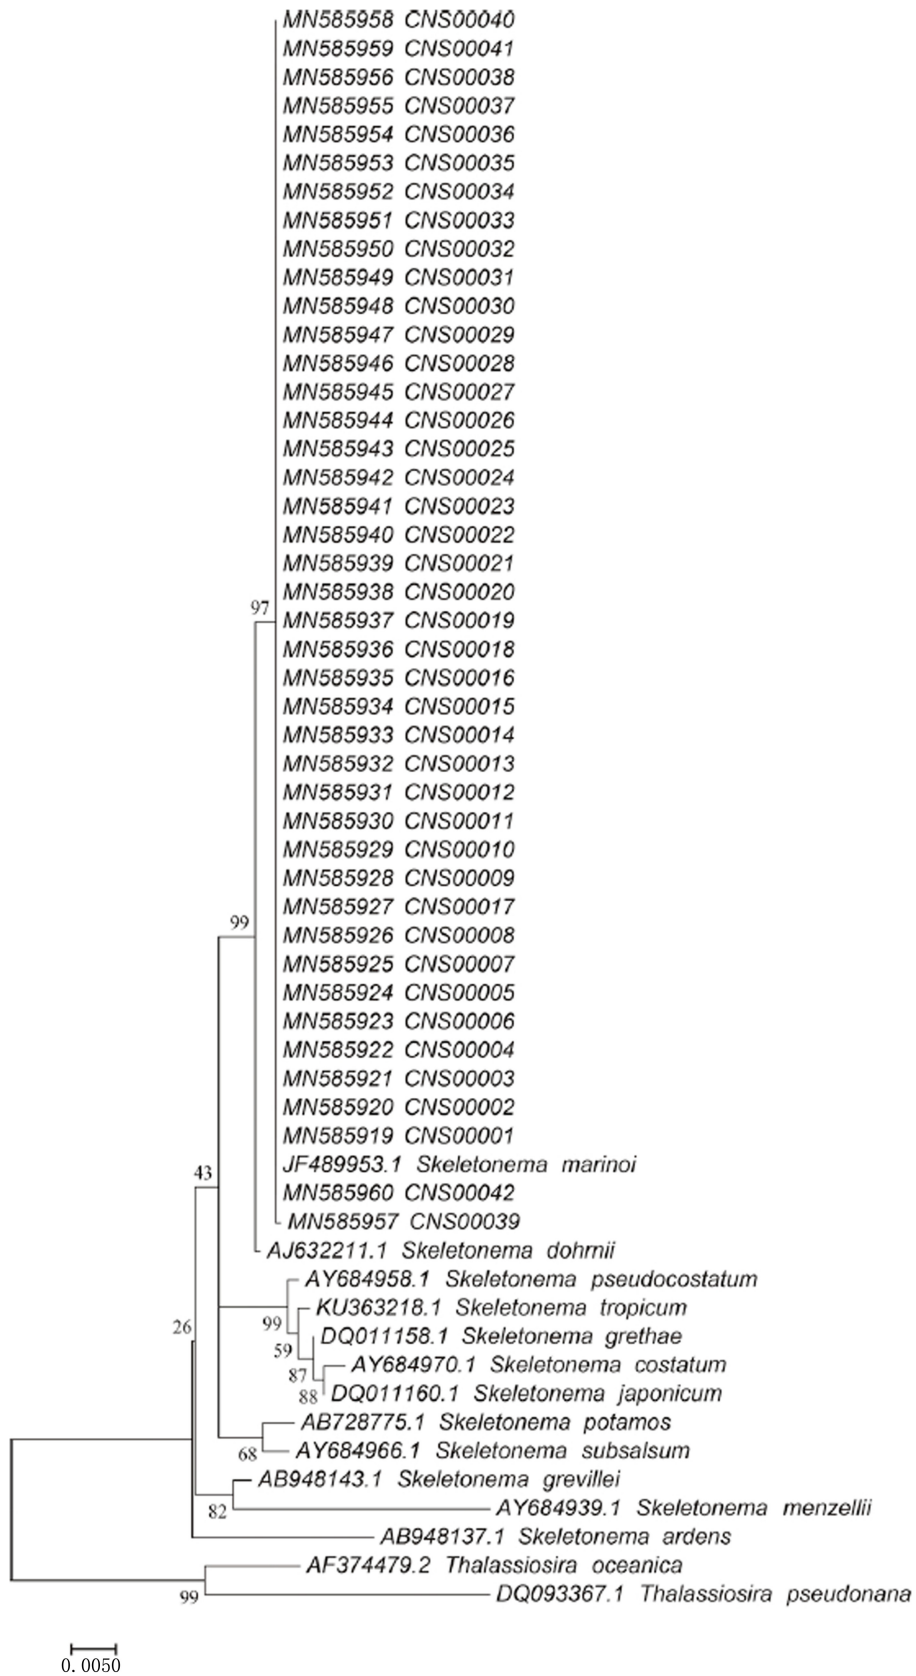 MN585958 CNS00040
MN585959 CNS00041
MN585956 CNS00038
MN585955 CNS00037
MN585954 CNS00036
MN585953 CNS00035
MN585952 CNS00034
MN585951 CNS00033
MN585950 CNS00032
MN585949 CNS00031
MN585948 CNS00030
MN585947 CNS00029
MN585946 CNS00028
MN585945 CNS00027
MN585944 CNS00026
MN585943 CNS00025
MN585942 CNS00024
MN585941 CNS00023
MN585940 CNS00022
MN585939 CNS00021
MN585938 CNS00020
97
MN585937 CNS00019
MN585936 CNS00018
MN585935 CNS00016
MN585934 CNS00015
MN585933 CNS00014
MN585932 CNS00013
MN585931 CNS00012
MN585930 CNS00011
MN585929 CNS00010
MN585928 CNS00009
MN585927 CNS00017
99
MN585926 CNS00008
MN585925 CNS00007
MN585924 CNS00005
MN585923 CNS00006
MN585922 CNS00004
MN585921 CNS00003
MN585920 CNS00002
MN585919 CNS00001
JF489953.1 Skeletonema marinoi
43
MN585960 CNS00042
MN585957 CNS00039
AJ632211.1 Skeletonema dohrnii
AY684958.1 Skeletonema pseudocostatum
KU363218.1 Skeletonema tropicum
99
26
DQ011158.1 Skeletonema grethae
59
AY684970.1 Skeletonema costatum
87
DQ011160.1 Skeletonema japonicum
88
AB728775.1 Skeletonema potamos
AY684966.1 Skeletonema subsalsum
68
AB948143.1 Skeletonema grevillei
AY684939.1 Skeletonema menzellii
82
AB948137.1 Skeletonema ardens
AF374479.2 Thalassiosira oceanica
DQ093367.1 Thalassiosira pseudonana
99
0.0050